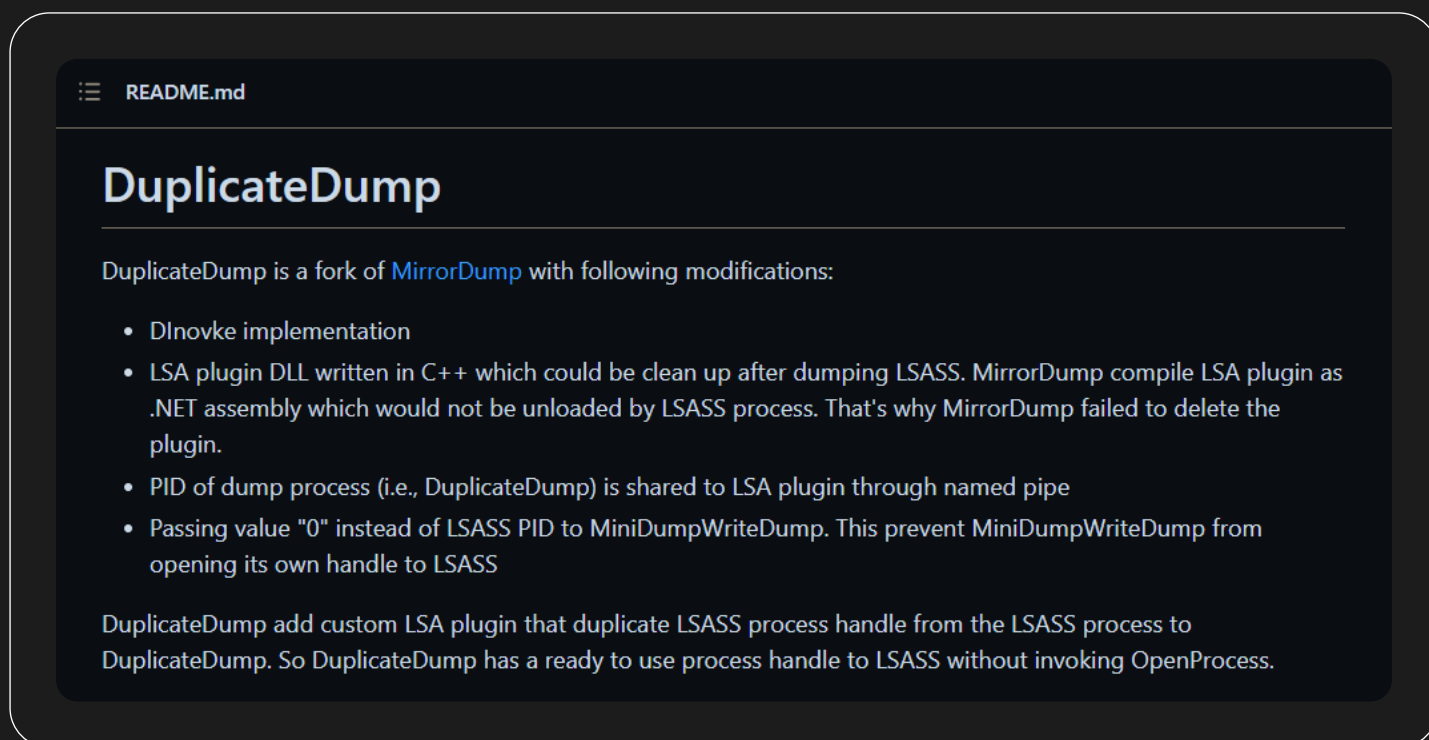 README.md
DuplicateDump
DuplicateDump is a fork of MirrorDump with following modifications:
• DInovke implementation
• LSA plugin DLL written in C++ which could be clean up after dumping LSASS. MirrorDump compile LSA plugin as
.NET assembly which would not be unloaded by LSASS process. That's why MirrorDump failed to delete the
plugin.
• PID of dump process (i.e., DuplicateDump) is shared to LSA plugin through named pipe
• Passing value "0" instead of LSASS PID to MiniDumpWriteDump. This prevent MiniDumpWriteDump from
opening its own handle to LSASS
DuplicateDump add custom LSA plugin that duplicate LSASS process handle from the LSASS process to
DuplicateDump. So DuplicateDump has a ready to use process handle to LSASS without invoking OpenProcess.